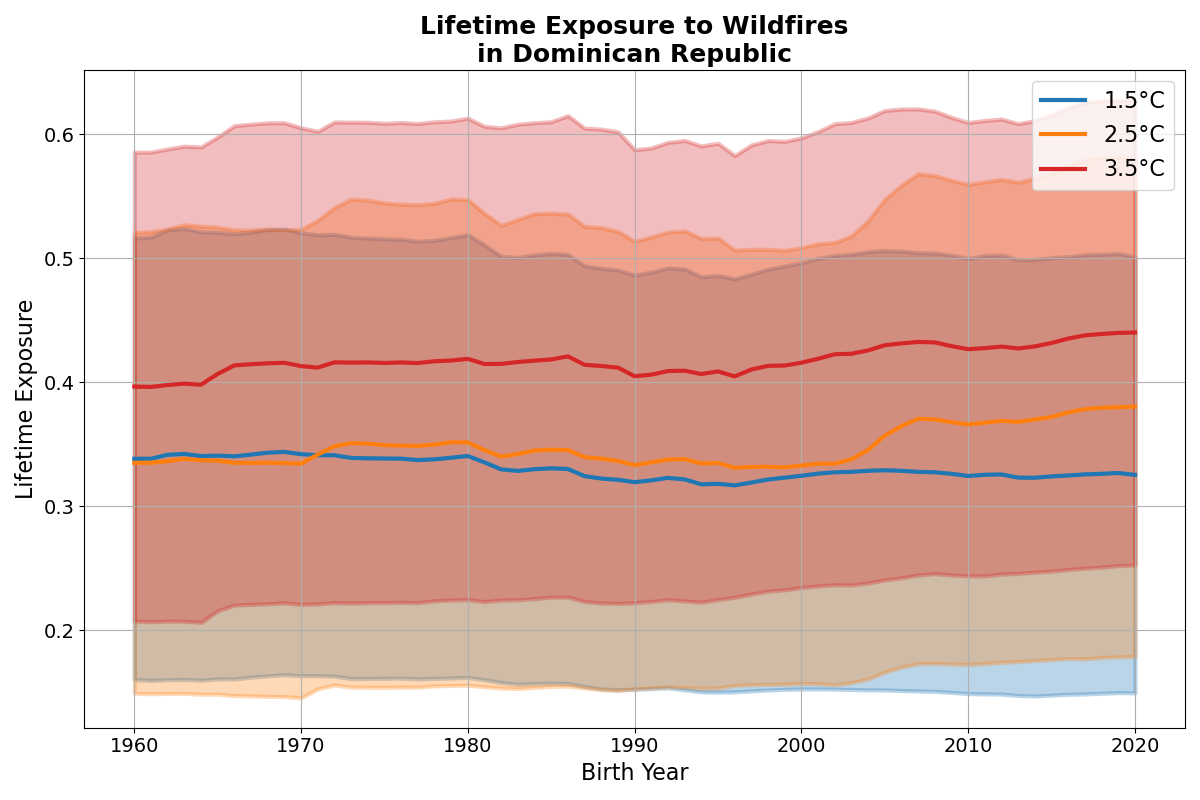 Lifetime Exposure to Wildfires
in Dominican Republic
1.5°C
2.5°C
3.5°C
Lifetime Exposure
0.6
0.5
0.4
0.3
0.2
1960
1970
1980
1990
2000
2010
2020
Birth Year